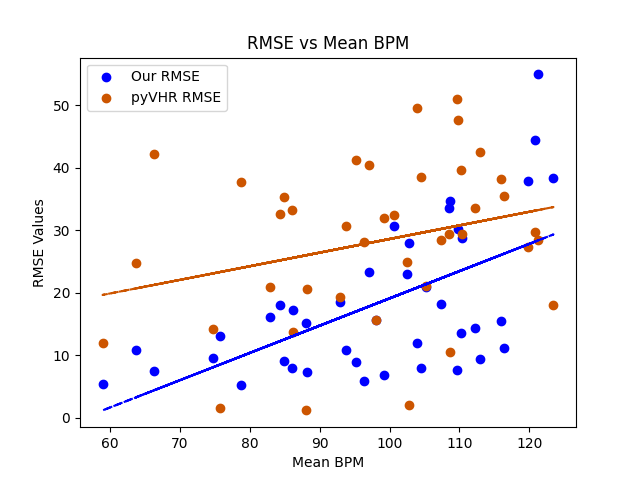 RMSE vs Mean BPM
Our RMSE
pyVHR RMSE
RMSE Values
50
40
30
20
10
0
60 70 80 90 100 110 120
Mean BPM